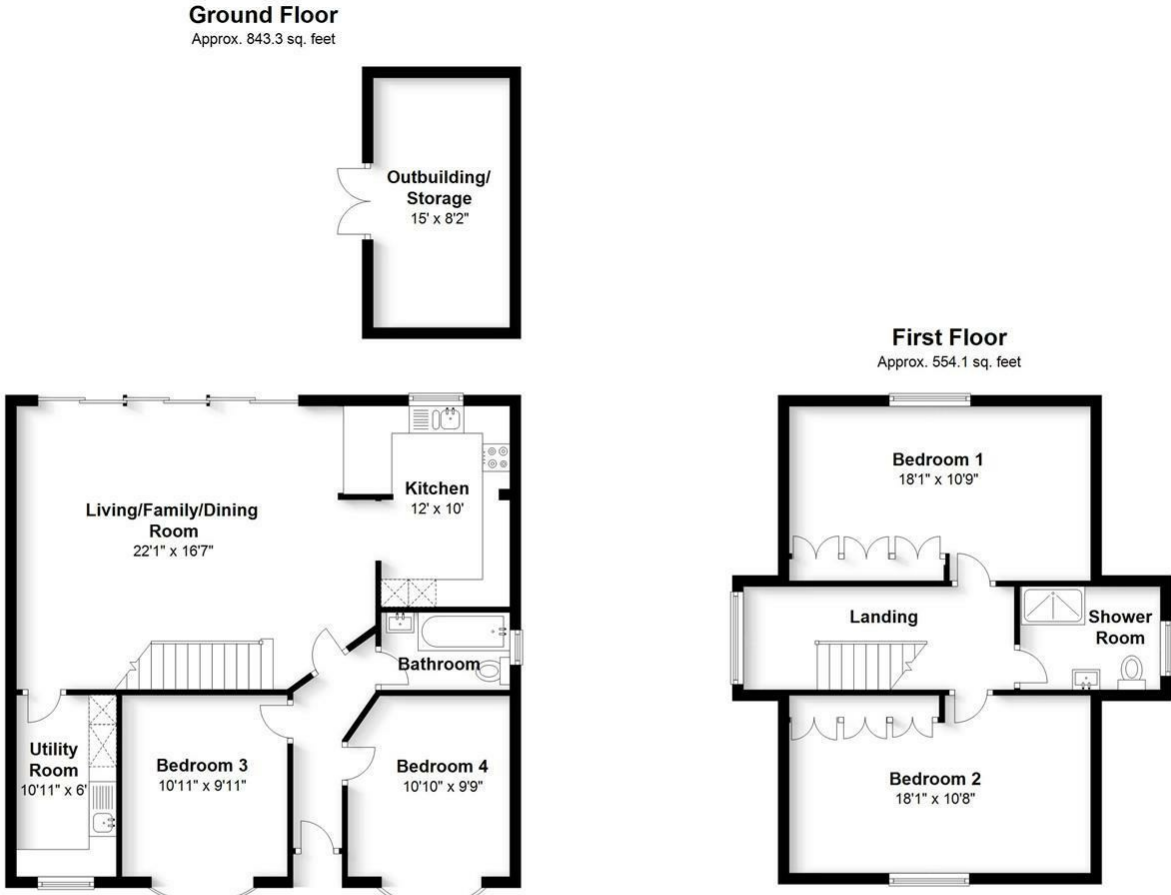 Ground Floor
Approx. 843.3 sq. feet
Outbuilding/
Storage
15' x 8'2"
Living/Family/Dining
Room
22'1" x 16'7"
Kitchen
12' x 10'
Bathroom
Utility
Room
10'11" x 6'
Bedroom 3
10'11" x 9'11"
Bedroom 4
10'10" x 9'9"
First Floor
Approx. 554.1 sq. feet
Bedroom 1
18'1" x 10'9"
Landing
Shower
Room
Bedroom 2
18'1" x 10'8"